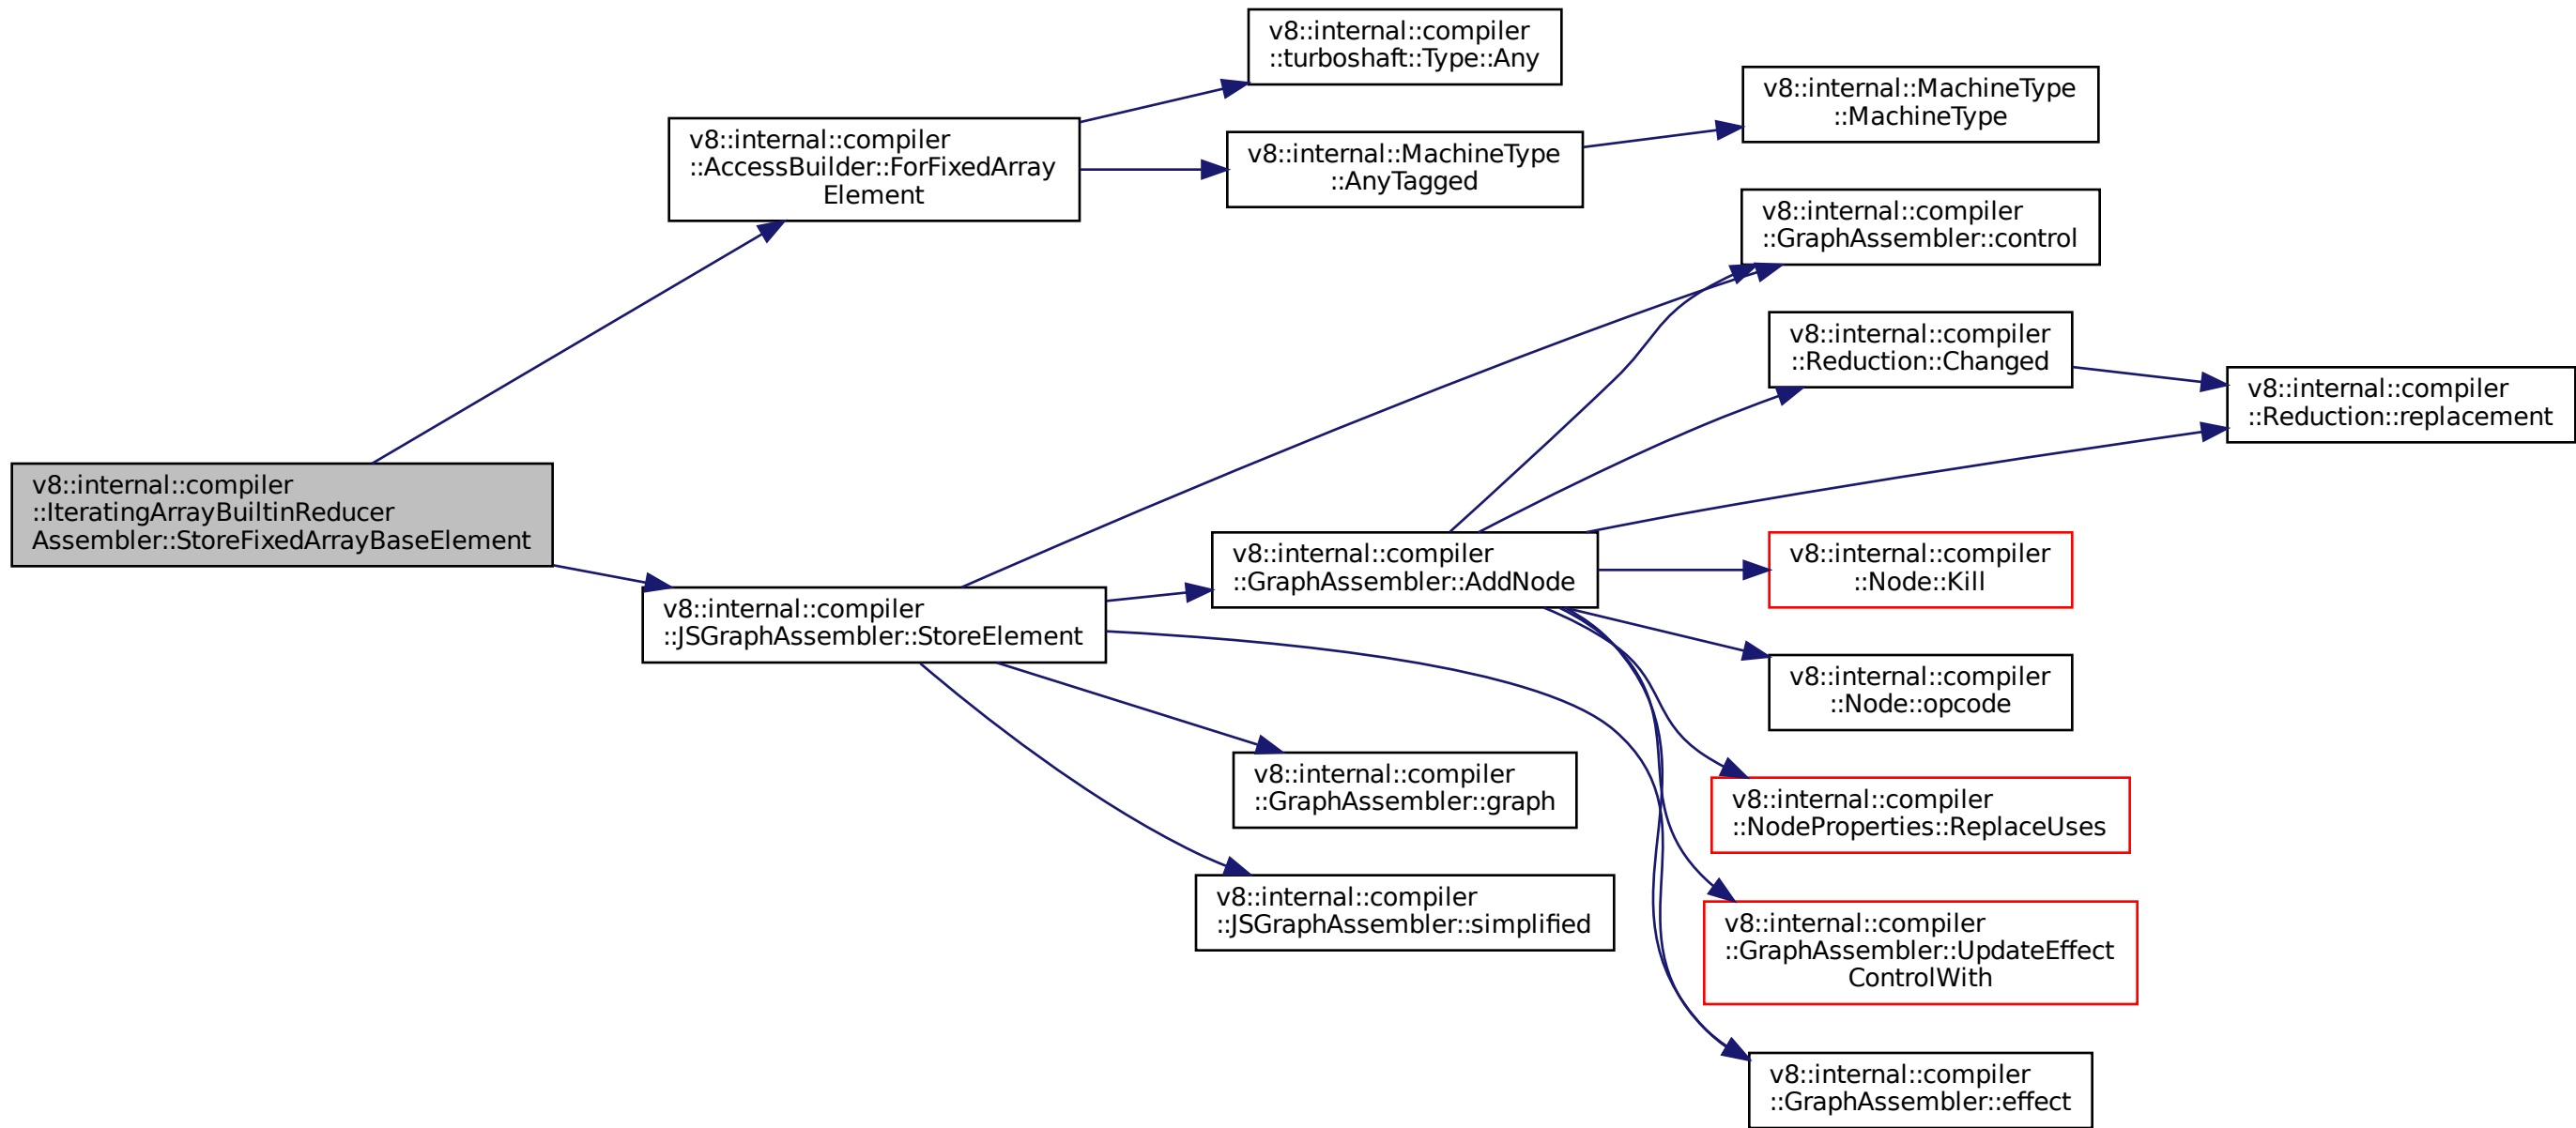 v8::internal::compiler
::IteratingArrayBuiltinReducer
Assembler::StoreFixedArrayBaseElement
v8::internal::compiler
::AccessBuilder::ForFixedArray
Element
v8::internal::compiler
::turboshaft::Type::Any
v8::internal::MachineType
::AnyTagged
v8::internal::MachineType
::MachineType
v8::internal::compiler
::JSGraphAssembler::StoreElement
v8::internal::compiler
::GraphAssembler::control
v8::internal::compiler
::GraphAssembler::AddNode
v8::internal::compiler
::Reduction::Changed
v8::internal::compiler
::Reduction::replacement
v8::internal::compiler
::Node::Kill
v8::internal::compiler
::Node::opcode
v8::internal::compiler
::NodeProperties::ReplaceUses
v8::internal::compiler
::GraphAssembler::UpdateEffect
ControlWith
v8::internal::compiler
::GraphAssembler::effect
v8::internal::compiler
::GraphAssembler::graph
v8::internal::compiler
::JSGraphAssembler::simplified